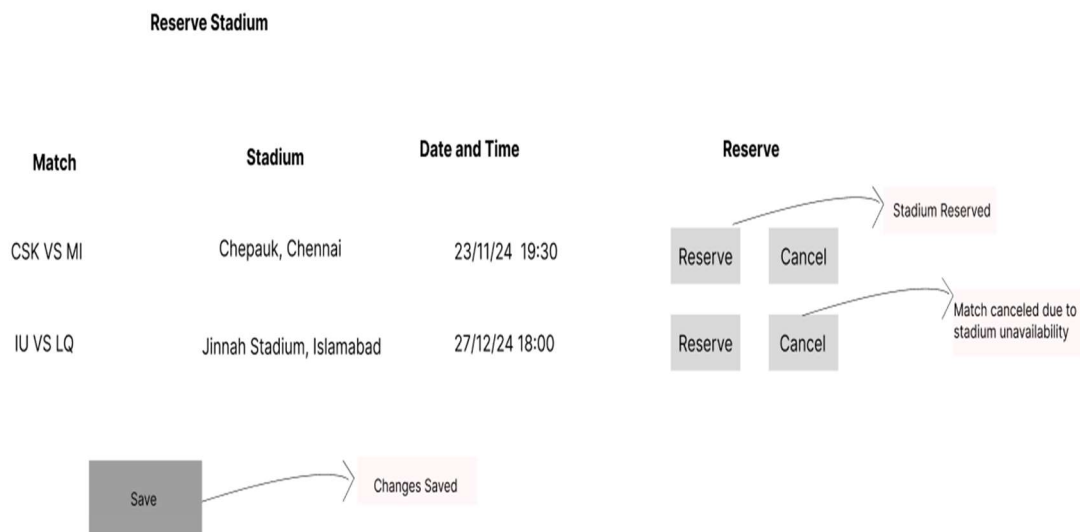 Reserve Stadium
Match
Stadium
Date and Time
Reserve
CSK VS MI
Chepauk, Chennai
23/11/24 19:30
Reserve
Cancel
Stadium Reserved
IU VS LQ
Jinnah Stadium, Islamabad
27/12/24 18:00
Reserve
Cancel
Match canceled due to
stadium unavailability
Save
Changes Saved